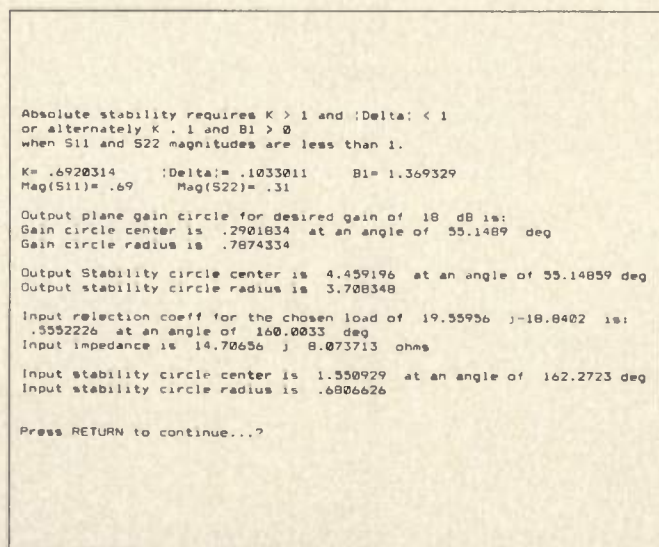 Absolute stability requires K > 1 and ¦Delta¦ < 1
or alternately K . 1 and B1 > 0
when S11 and S22 magnitudes are less than 1.
K= .6920314 ¦Delta¦= .1033011 B1= 1.369329
Mag(S11)= .69 Mag(S22)= .31
Output plane gain circle for desired gain of 18 dB is:
Gain circle center is .2901834 at an angle of 55.1489 deg
Gain circle radius is .7874334
Output Stability circle center is 4.459196 at an angle of 55.14859 deg
Output stability circle radius is 3.708348
Input relection coeff for the chosen load of 19.55956 j-18.8402 is:
.5552226 at an angle of 160.0033 deg
Input impedance is 14.70656 j 8.073713 ohms
Input stability circle center is 1.550929 at an angle of 162.2723 deg
Input stability circle radius is .6806626
Press RETURN to continue...?